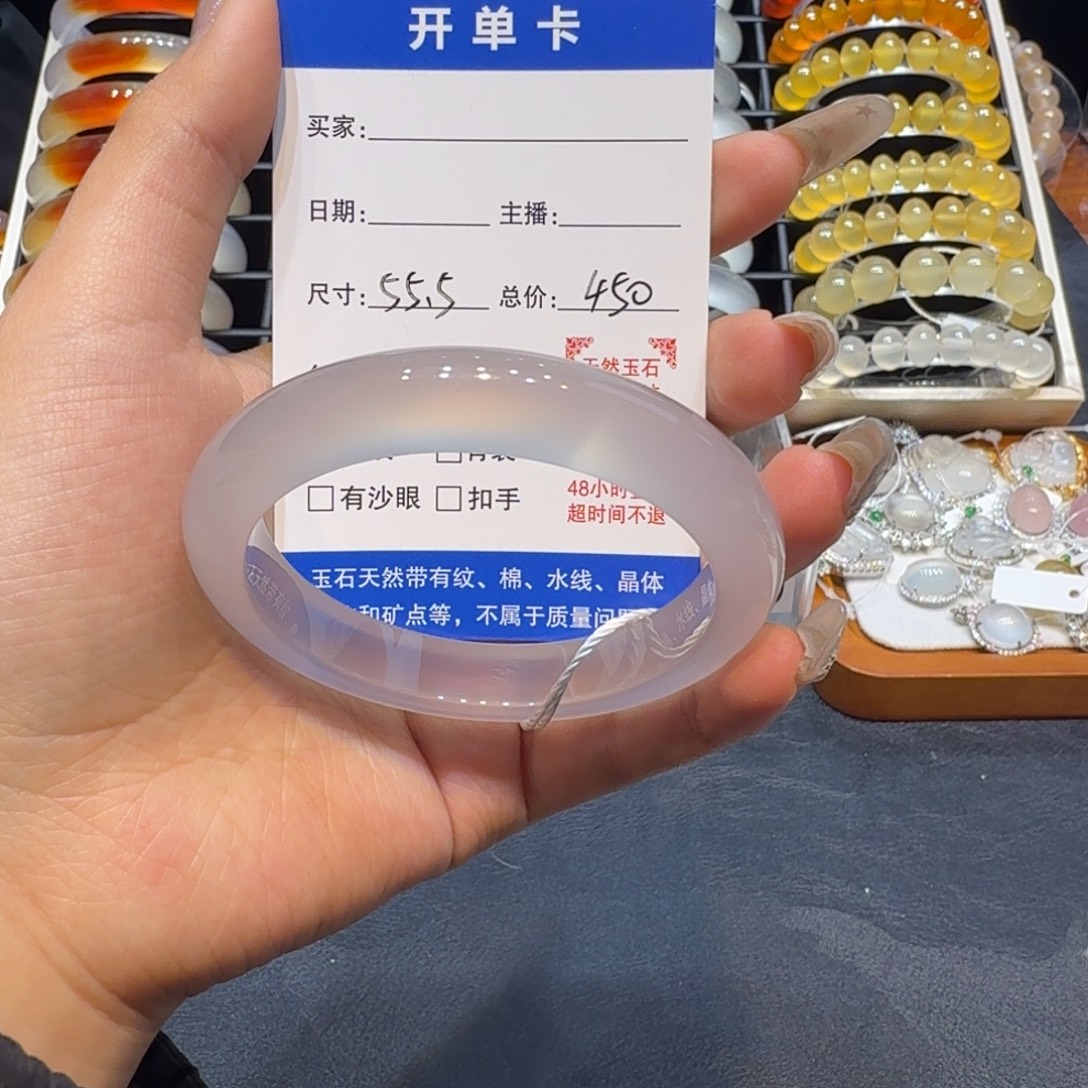 开单卡
买家:
日期: 主播:
尺寸: 55.5 总价: 450
天然玉石
□有沙眼 □扣手
48小时
超时间不退
玉石天然带有纹、棉、水线、晶体
和矿点等，不属于质量问